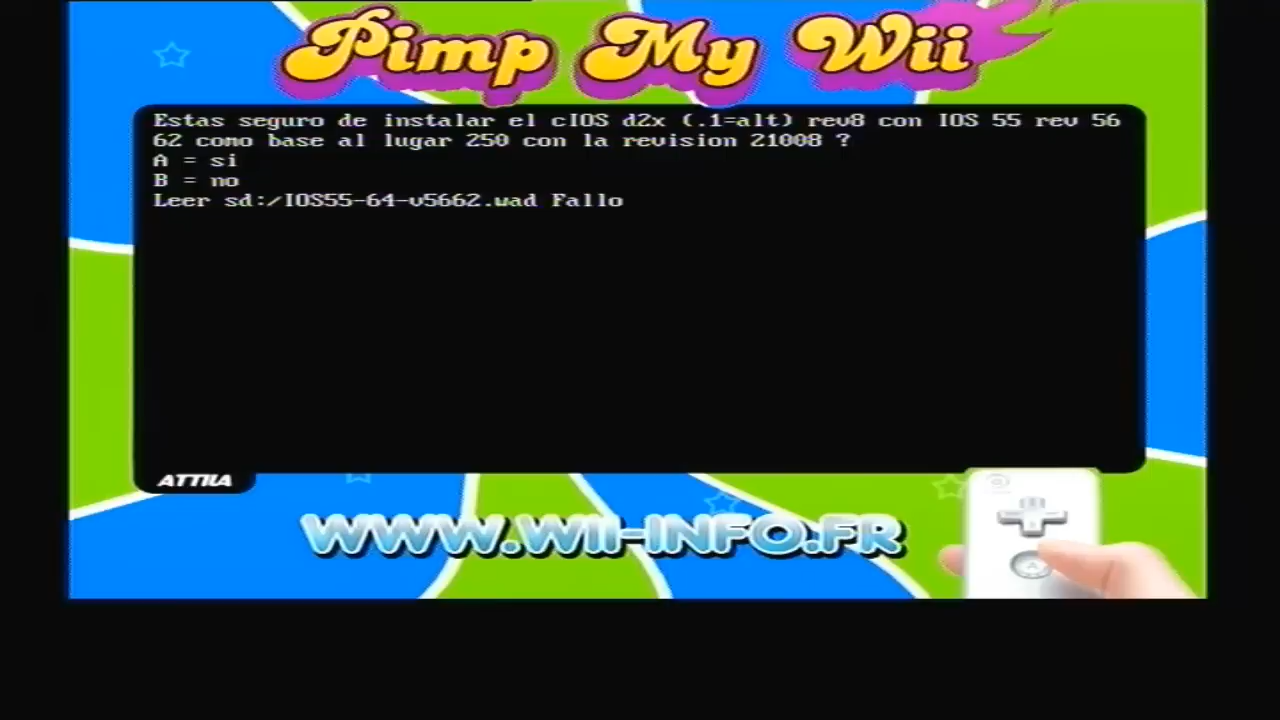 Pimp My Wii
Estas seguro de instalar el cIOS d2x (.1=alt) rev8 con IOS 55 rev 56
62 como base al lugar 250 con la revision 21008 ?
A = si
B = no
Leer sd:/IOS55-64-v5662.wad Fallo
ATTILA
WWW.WII-INFO.FR
A